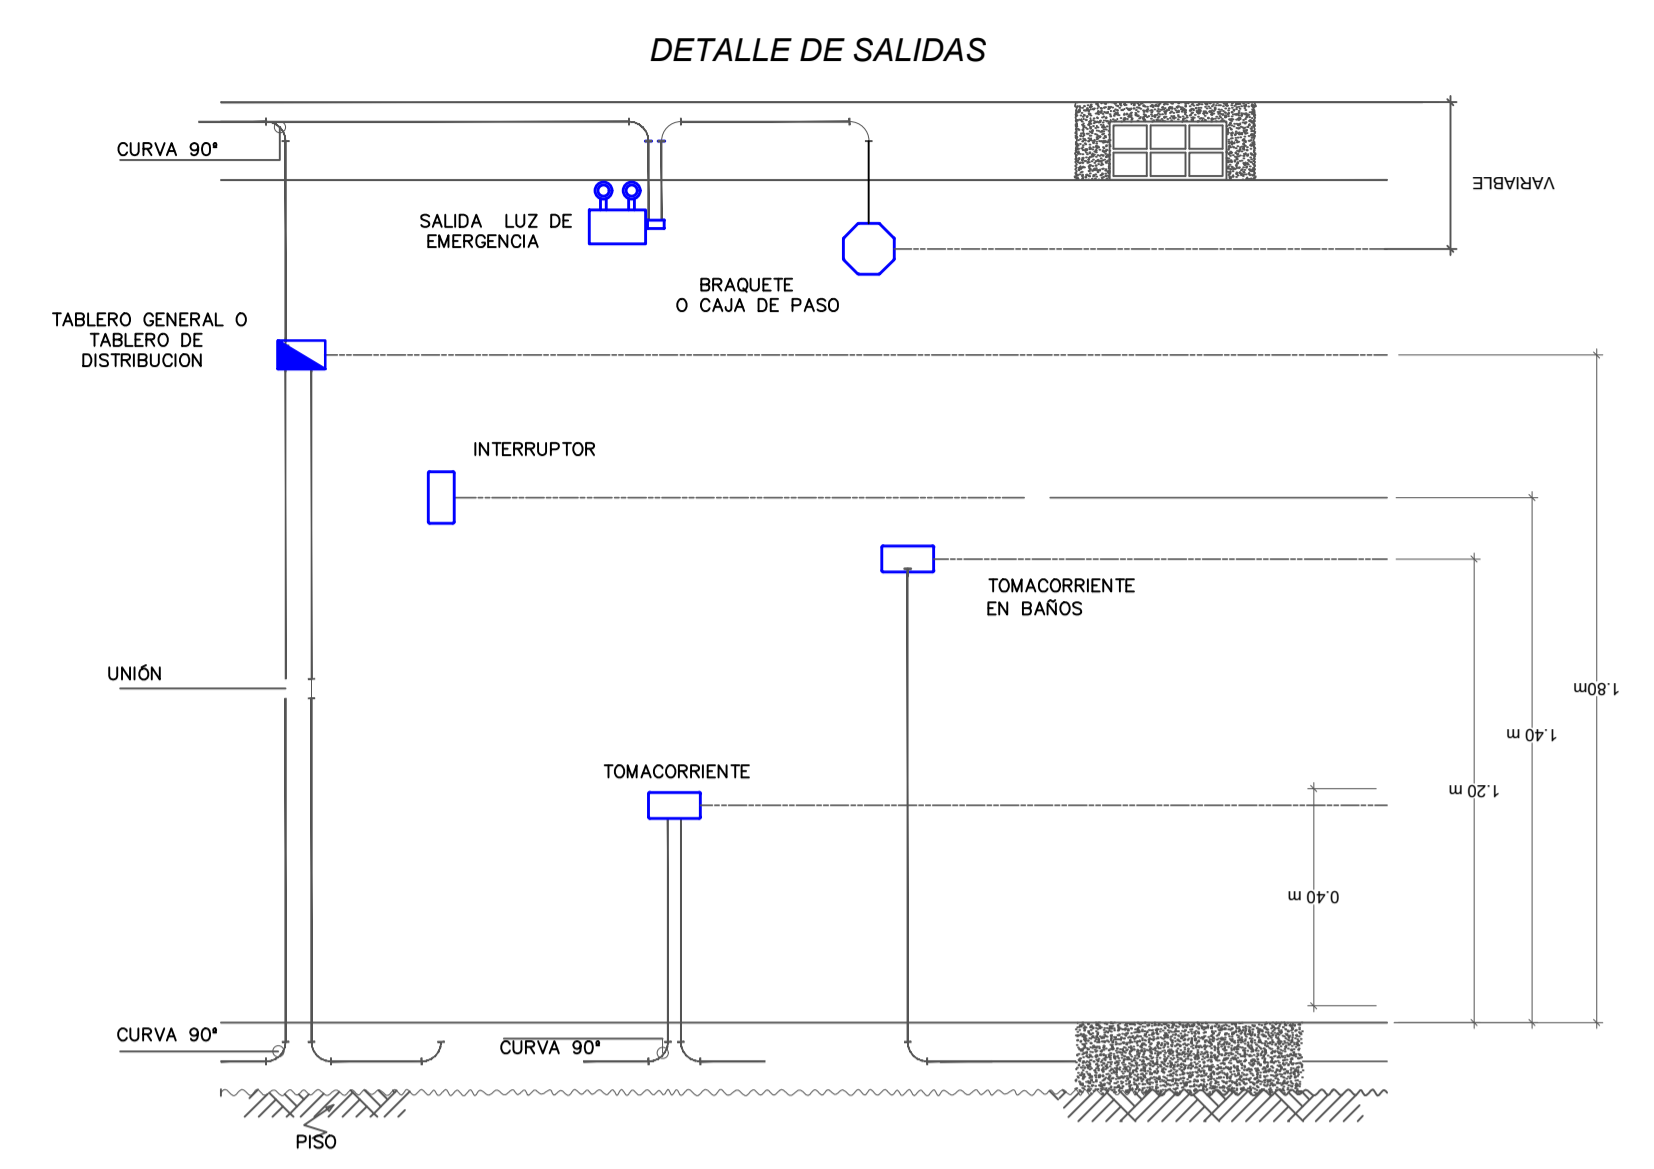 DETALLE DE SALIDAS
CURVA 90°
VARIABLE
SALIDA LUZ DE
EMERGENCIA
BRAQUETE
O CAJA DE PASO
TABLERO GENERAL O
TABLERO DE
DISTRIBUCION
INTERRUPTOR
TOMACORRIENTE
EN BAÑOS
UNIÓN
1.80m
1.40 m
1.20 m
TOMACORRIENTE
0.40 m
CURVA 90°
CURVA 90°
PISO